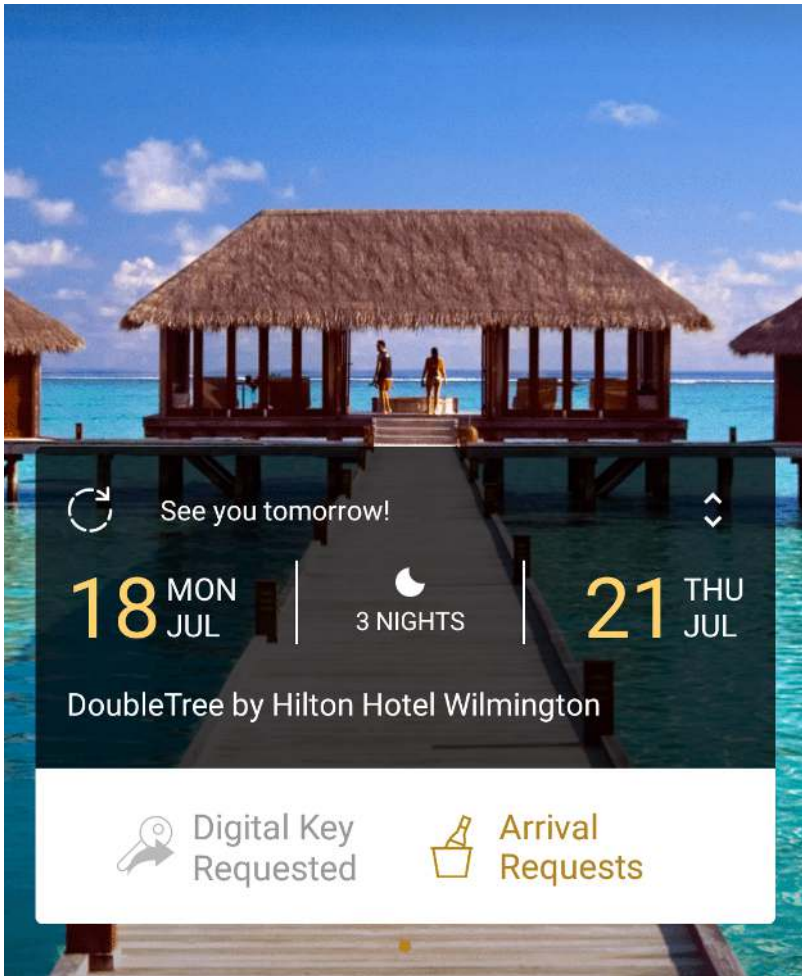 See you tomorrow!
18 MON JUL
3 NIGHTS
21 THU JUL
DoubleTree by Hilton Hotel Wilmington
Digital Key
Requested
Arrival
Requests